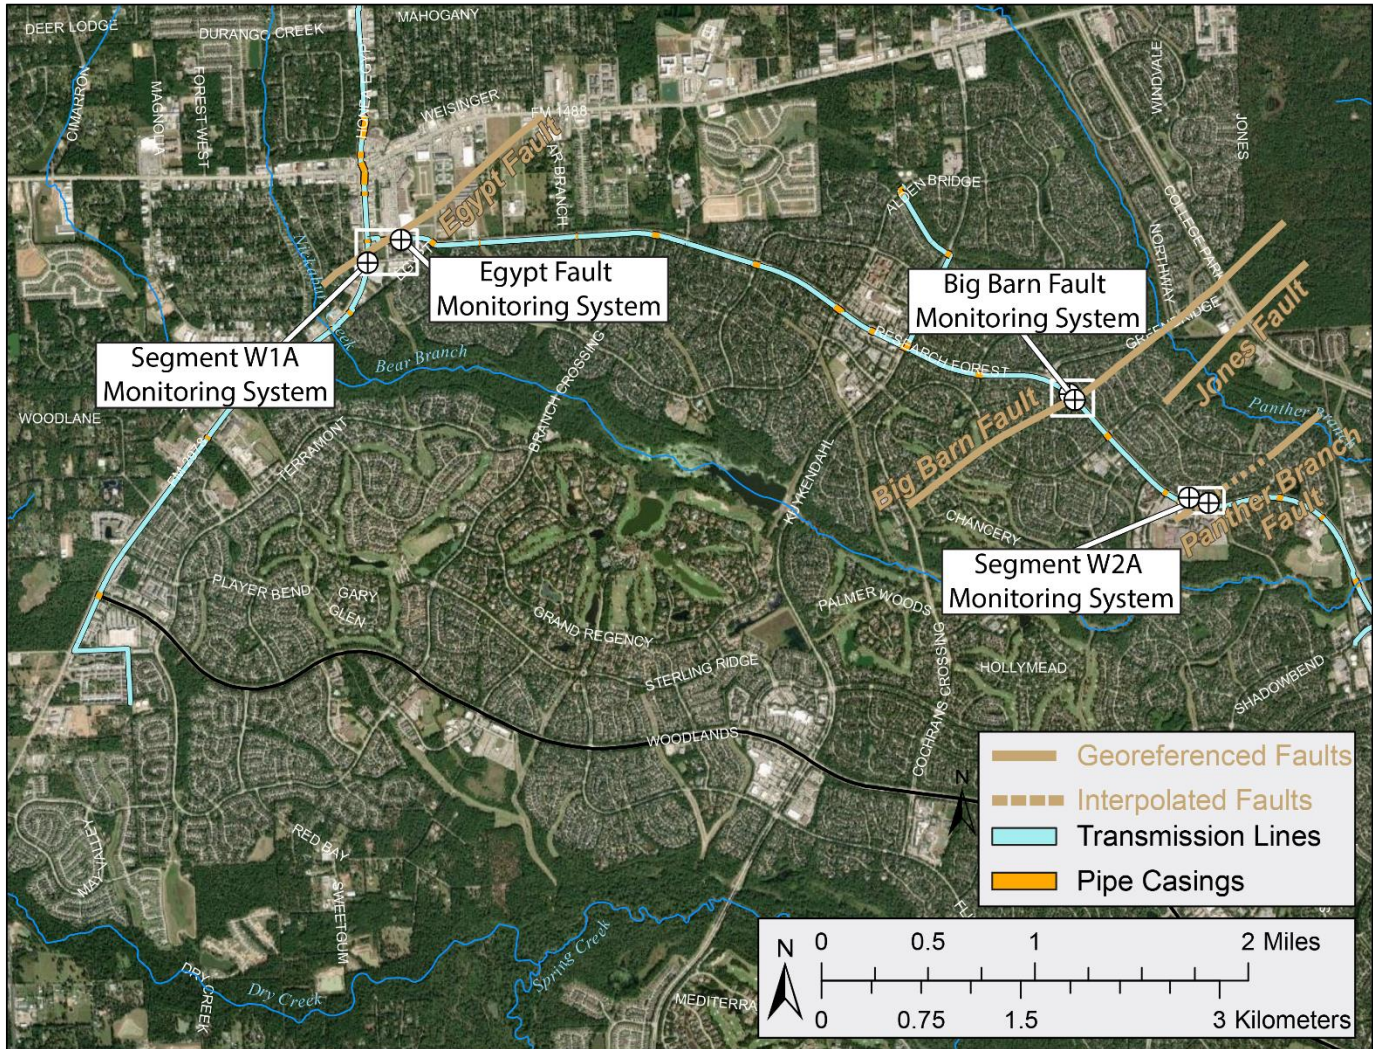 MAHOGANY
DEER LODGE
DURANGO CREEK
CIMARRON
MAGNOLIA
FOREST WEST
WEISINGER
FM 1488
WINDVALE
JONES
Egypt Fault
ALDEN BRIDGE
COLLEGE PARK
NORTHWAY
EGYPT
Egypt Fault
Monitoring System
Big Barn Fault
Monitoring System
Segment W1A
Monitoring System
Bear Branch
RESEARCH FOREST
Jones Fault
WOODLANE
BRANCH CROSSING
Panther Branch
TERRAMONT
KUYKENDAHL
Big Barn Fault
Panther Branch
Fault
CHANCERY
Segment W2A
Monitoring System
PLAYER BEND
GARY
GLEN
GRAND REGENCY
PALMER WOODS
STERLING RIDGE
COCHRANS CROSSING
HOLLYMEAD
SHADOWBEND
WOODLANDS
N
Georeferenced Faults
Interpolated Faults
Transmission Lines
Pipe Casings
RED BAY
SWEETGUM
MAY VALLEY
DRY CREEK
Dry Creek
Spring Creek
MEDITERRA
N
0 0.5 1 2 Miles
0 0.75 1.5 3 Kilometers